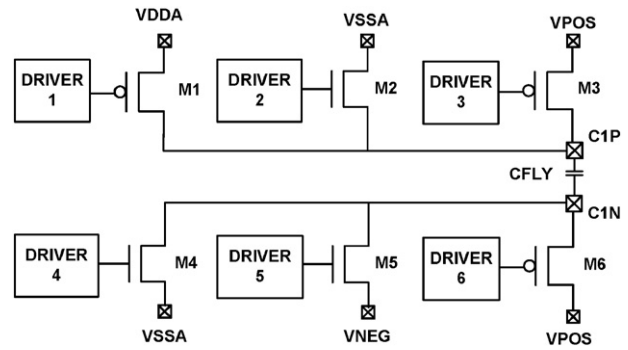 VDDA
VSSA
VPOS
DRIVER
1
M1
DRIVER
2
M2
DRIVER
3
M3
C1P
CFLY
C1N
DRIVER
4
M4
DRIVER
5
M5
DRIVER
6
M6
VSSA
VNEG
VPOS